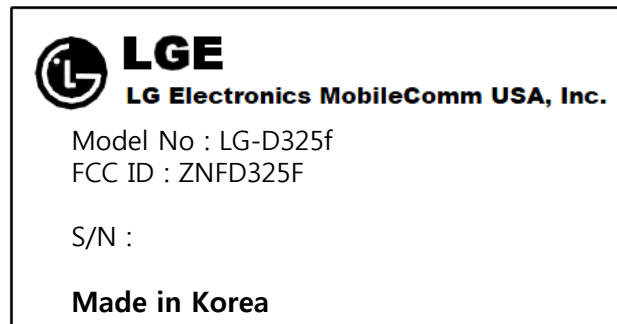 LGE
LG Electronics MobileComm USA, Inc.
Model No : LG-D325f
FCC ID : ZNFD325F
S/N :
Made in Korea